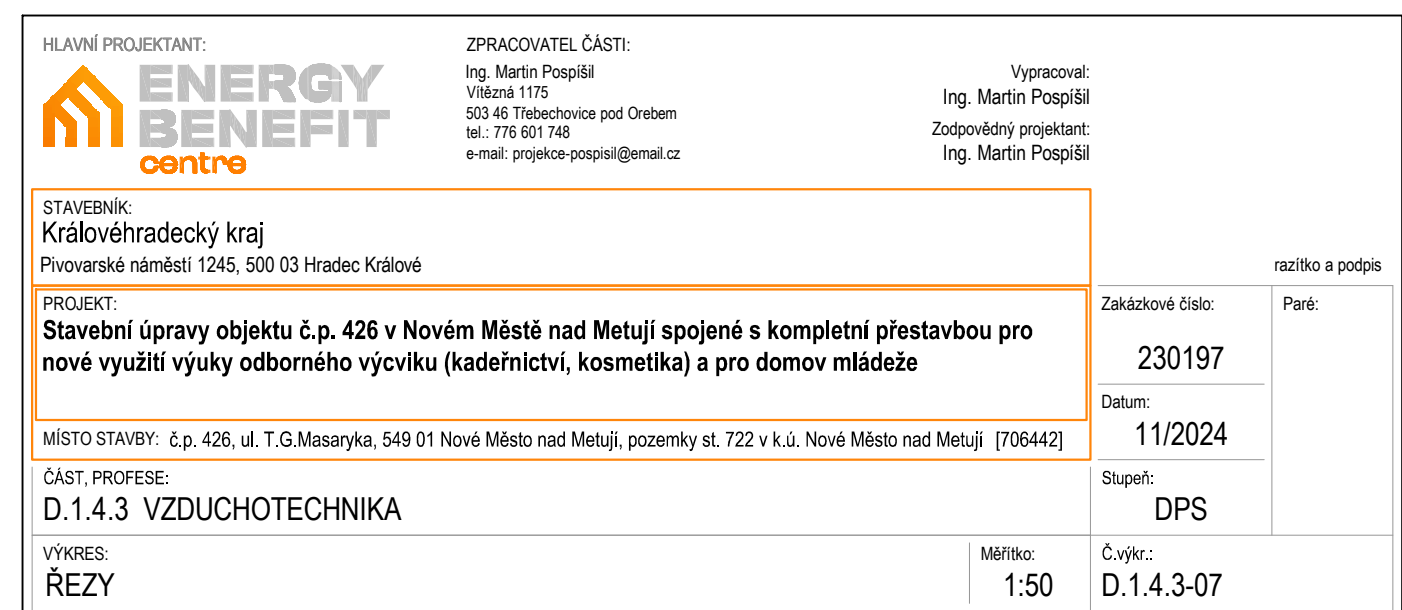 HLAVNÍ PROJEKTANT:
ENERGY
BENEFIT
centre
ZPRACOVATEL ČÁSTI:
Ing. Martin Pospíšil
Vítězná 1175
503 46 Třebechovice pod Orebem
tel.: 776 601 748
e-mail: projekce-pospisil@email.cz
Vypracoval:
Ing. Martin Pospíšil
Zodpovědný projektant:
Ing. Martin Pospíšil
STAVEBNÍK:
Královéhradecký kraj
Pivovarské náměstí 1245, 500 03 Hradec Králové
razítko a podpis
PROJEKT:
Stavební úpravy objektu č.p. 426 v Novém Městě nad Metují spojené s kompletní přestavbou pro
nové využití výuky odborného výcviku (kadeřnictví, kosmetika) a pro domov mládeže
MÍSTO STAVBY: č.p. 426, ul. T.G.Masaryka, 549 01 Nové Město nad Metují, pozemky st. 722 v k.ú. Nové Město nad Metují [706442]
Zakázkové číslo:
230197
Paré:
Datum:
11/2024
ČÁST, PROFESE:
D.1.4.3 VZDUCHOTECHNIKA
Stupeň:
DPS
VÝKRES:
ŘEZY
Měřítko:
1:50
Č.výkr.:
D.1.4.3-07